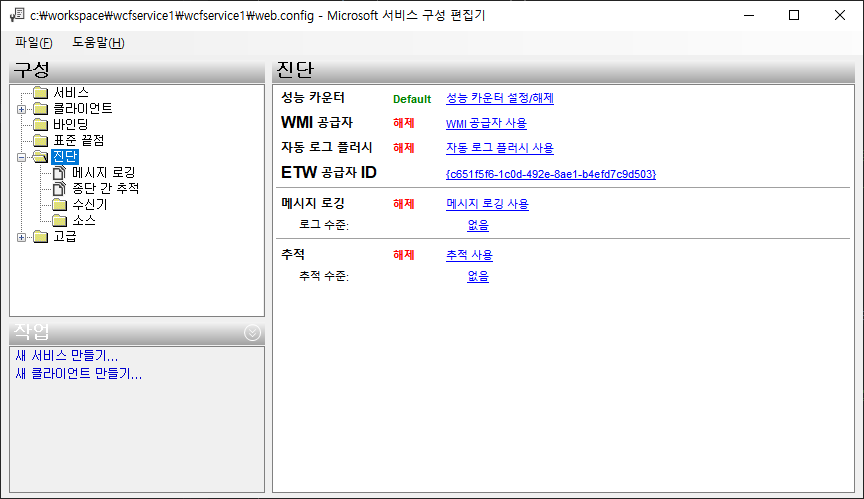 c:₩workspace₩wcfservice1₩wcfservice1₩web.config - Microsoft 서비스 구성 편집기
파일(F) 도움말(H)
구성
서비스
클라이언트
바인딩
표준 끝점
진단
메시지 로깅
종단 간 추적
수신기
소스
고급
작업
새 서비스 만들기...
새 클라이언트 만들기...
진단
성능 카운터 Default 성능 카운터 설정/해제
WMI 공급자 해제 WMI 공급자 사용
자동 로그 플러시 해제 자동 로그 플러시 사용
ETW 공급자 ID {c651f5f6-1c0d-492e-8ae1-b4efd7c9d503}
메시지 로깅 해제 메시지 로깅 사용
로그 수준: 없음
추적 해제 추적 사용
추적 수준: 없음